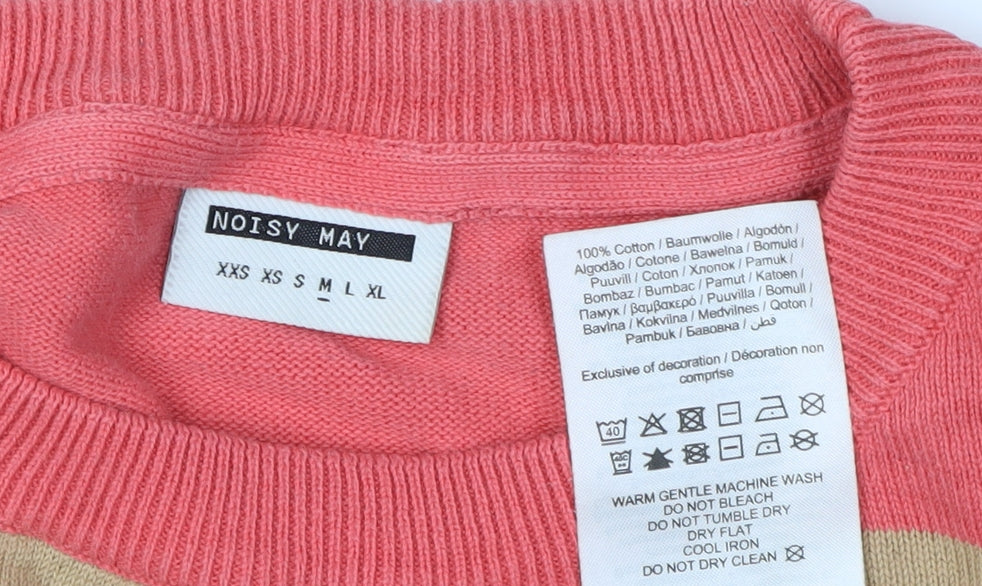 NOISY MAY
XXS XS S M L XL
100% Cotton / Baumwolle / Algodón /
Algodão / Cotone / Bawełna / Bomuld /
Puuvill / Coton / Хлопок / Pamuk /
Bombaz / Bumbac / Pamut / Katoen /
Памук / βαμβακερό / Puuvilla / Bomull /
Bavlna / Kokvilna / Medvilnes / Qoton /
Pambuk / Бавовна / قطن
Exclusive of decoration / Décoration non
comprise
40
WARM GENTLE MACHINE WASH
DO NOT BLEACH
DO NOT TUMBLE DRY
DRY FLAT
COOL IRON
DO NOT DRY CLEAN